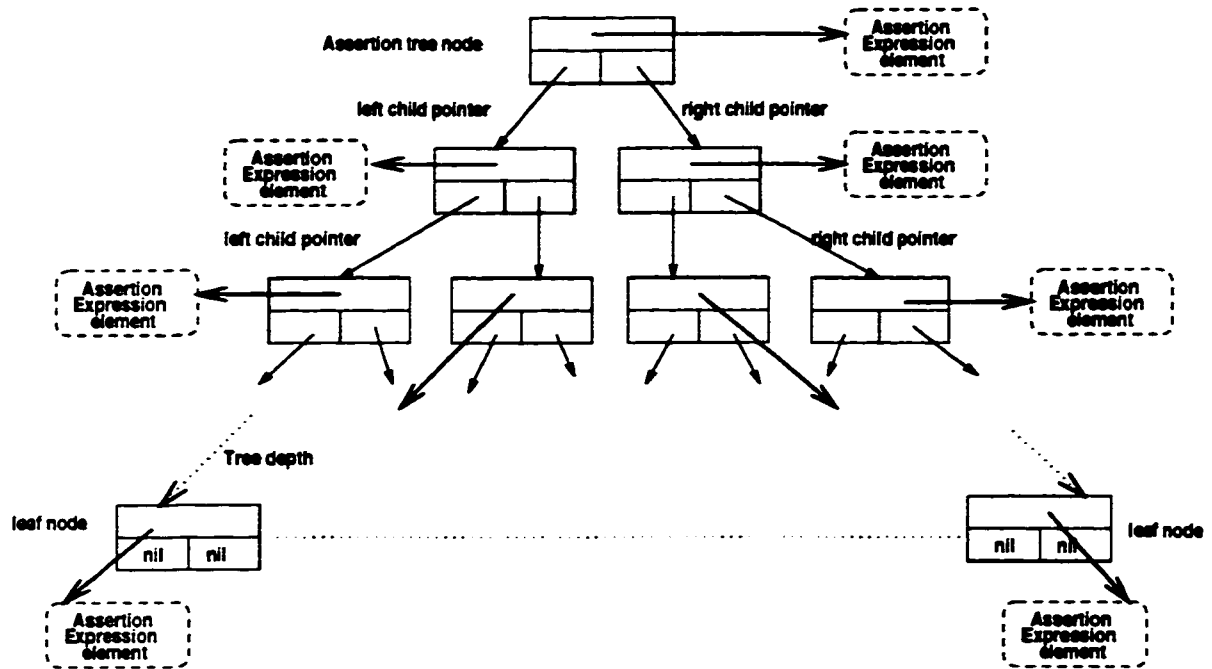 Assertion tree node
Assertion
Expression
element
left child pointer
right child pointer
Assertion
Expression
element
Assertion
Expression
element
left child pointer
right child pointer
Assertion
Expression
element
Assertion
Expression
element
Tree depth
leaf node
nil
nil
nil
nil
leaf node
Assertion
Expression
element
Assertion
Expression
element